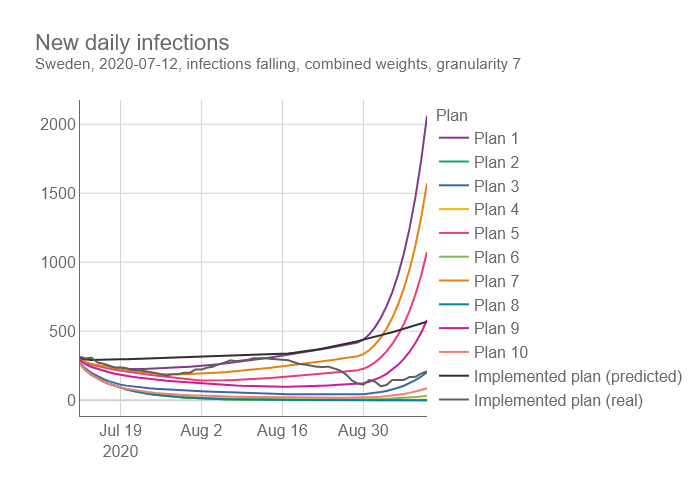 New daily infections
Sweden, 2020-07-12, infections falling, combined weights, granularity 7
2000
1500
1000
500
0
Jul 19
2020
Aug 2
Aug 16
Aug 30
Plan
Plan 1
Plan 2
Plan 3
Plan 4
Plan 5
Plan 6
Plan 7
Plan 8
Plan 9
Plan 10
Implemented plan (predicted)
Implemented plan (real)